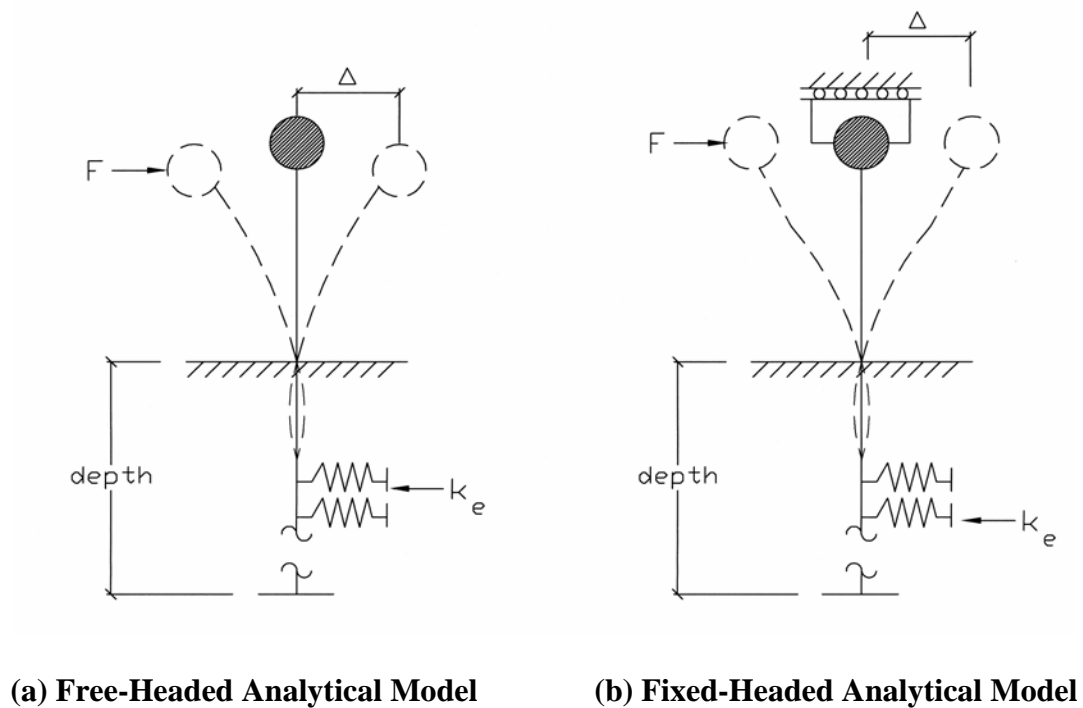 Δ
F
depth
k e
Δ
F
depth
k e
(a) Free-Headed Analytical Model
(b) Fixed-Headed Analytical Model